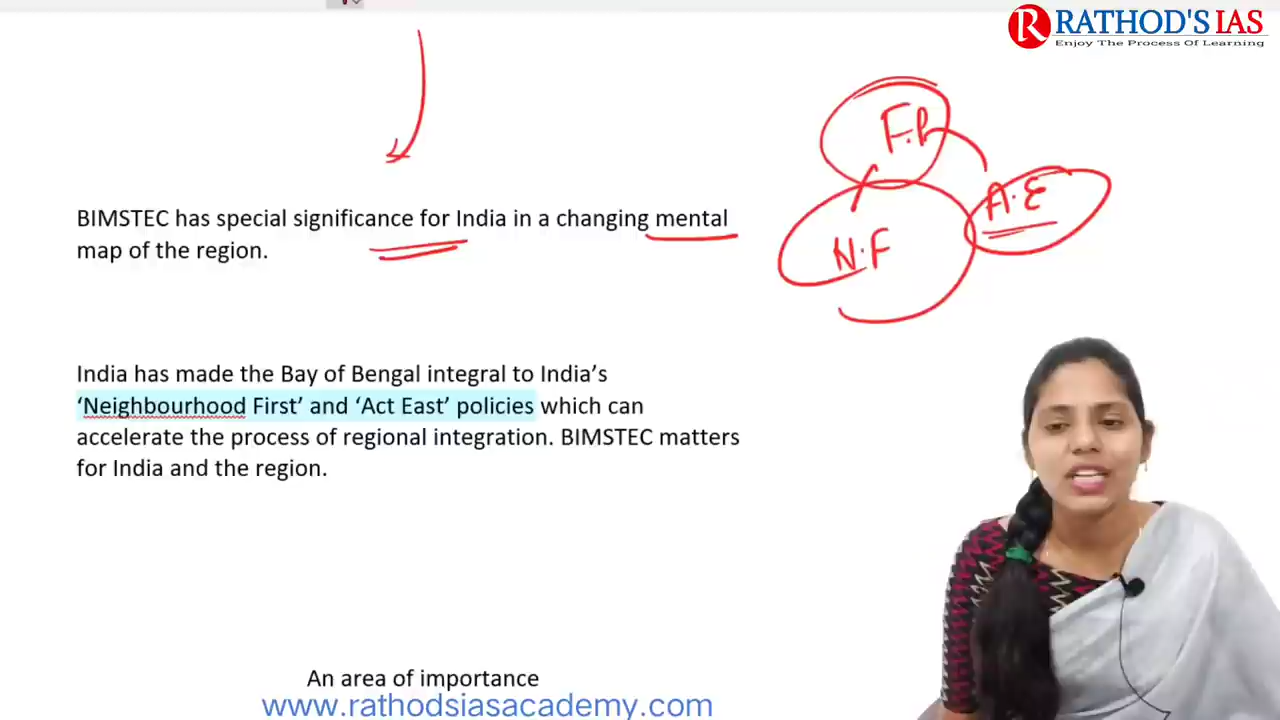 RATHOD'S IAS
Enjoy The Process Of Learning
F.P
A.E
N.F
BIMSTEC has special significance for India in a changing mental
map of the region.
India has made the Bay of Bengal integral to India's
‘Neighbourhood First’ and ‘Act East’ policies which can
accelerate the process of regional integration. BIMSTEC matters
for India and the region.
An area of importance
www.rathodsiasacademy.com